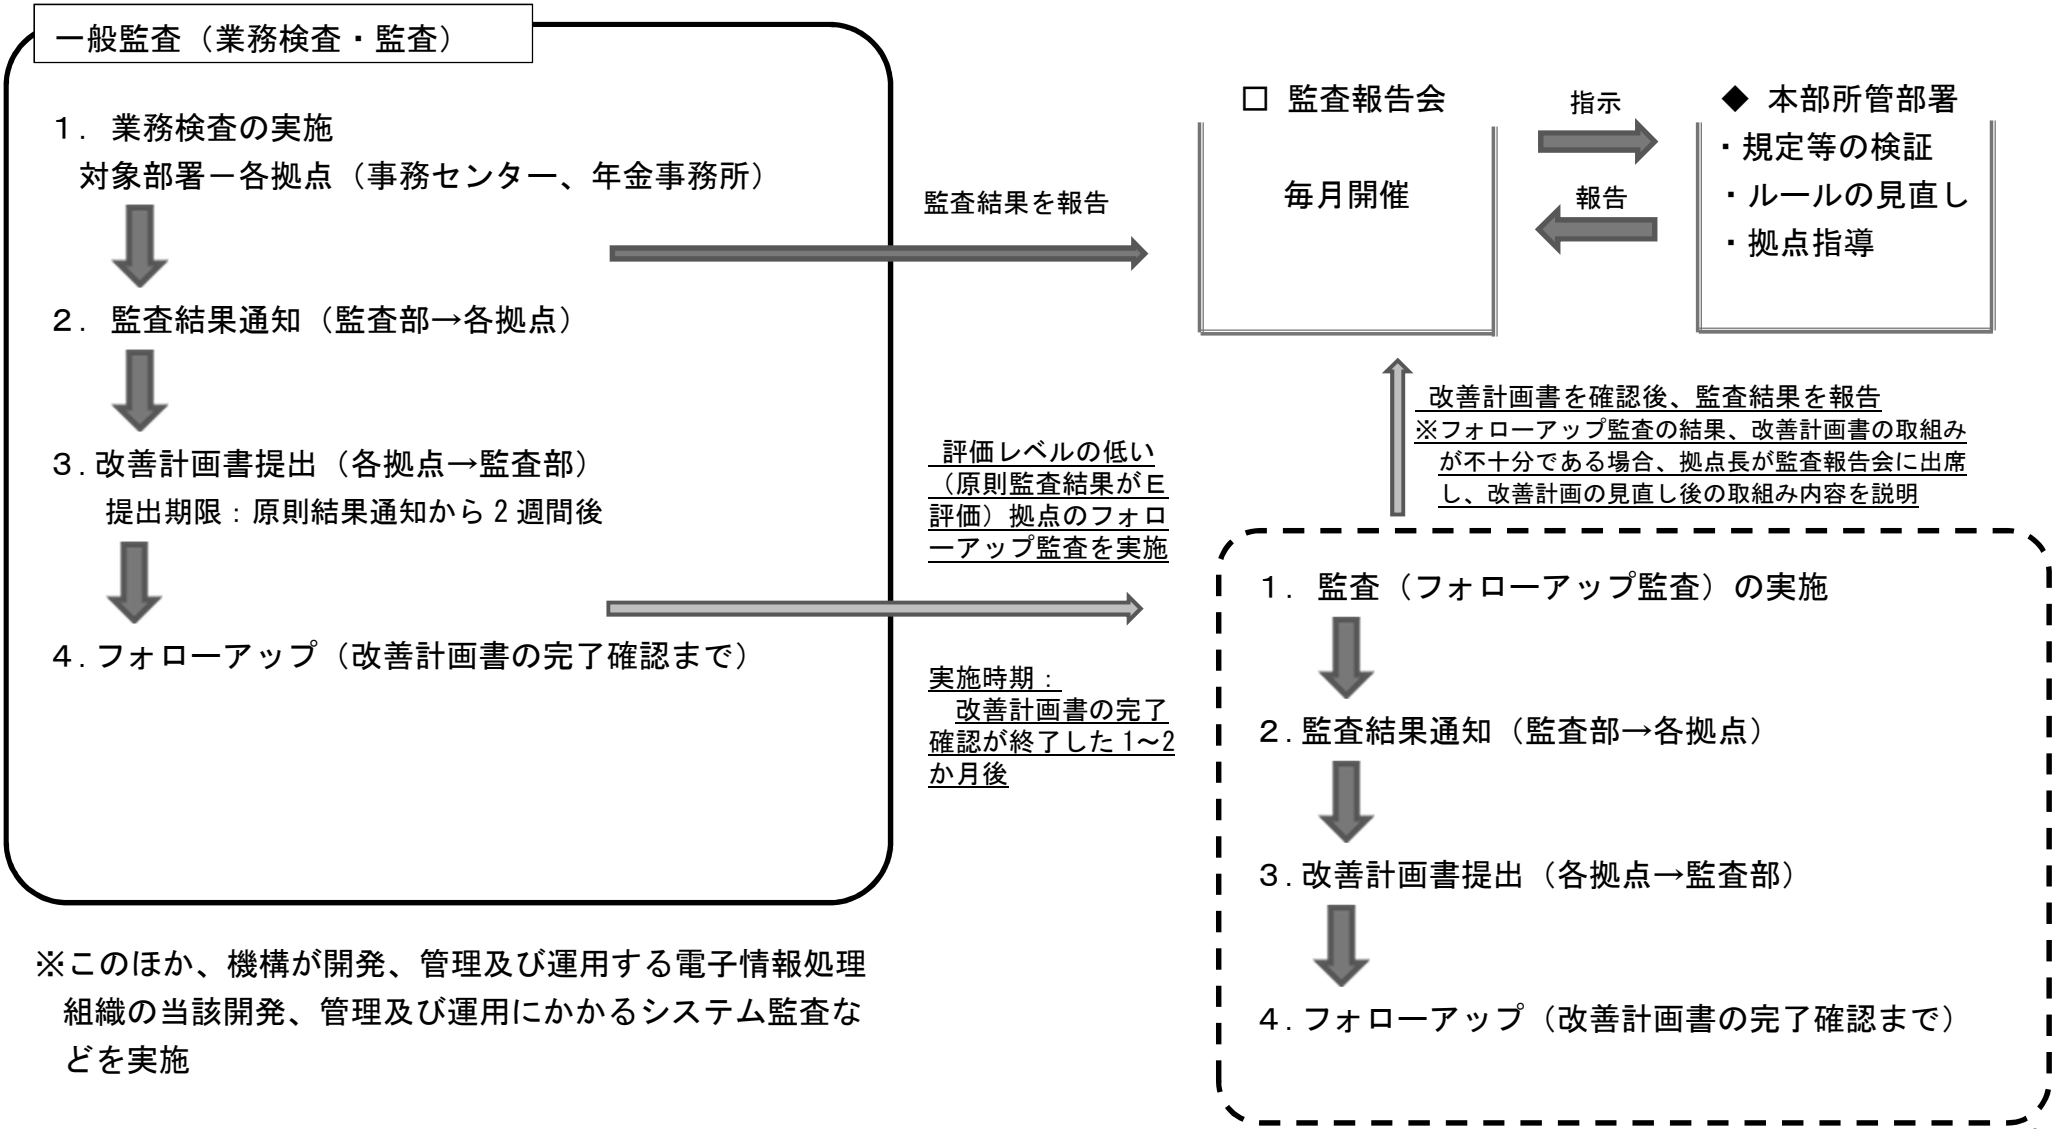 一般監査（業務検査・監査）
１．業務検査の実施
対象部署－各拠点（事務センター、年金事務所）
２．監査結果通知（監査部→各拠点）
３.改善計画書提出（各拠点→監査部）
提出期限：原則結果通知から２週間後
４.フォローアップ（改善計画書の完了確認まで）
※このほか、機構が開発、管理及び運用する電子情報処理
組織の当該開発、管理及び運用にかかるシステム監査な
どを実施
監査結果を報告
評価レベルの低い
（原則監査結果がＥ
評価）拠点のフォロ
ーアップ監査を実施
実施時期：
改善計画書の完了
確認が終了した１～２
か月後
□ 監査報告会
毎月開催
指示
報告
◆ 本部所管部署
・規定等の検証
・ルールの見直し
・拠点指導
改善計画書を確認後、監査結果を報告
※フォローアップ監査の結果、改善計画書の取組み
が不十分である場合、拠点長が監査報告会に出席
し、改善計画の見直し後の取組み内容を説明
１．監査（フォローアップ監査）の実施
２.監査結果通知（監査部→各拠点）
３.改善計画書提出（各拠点→監査部）
４.フォローアップ（改善計画書の完了確認まで）